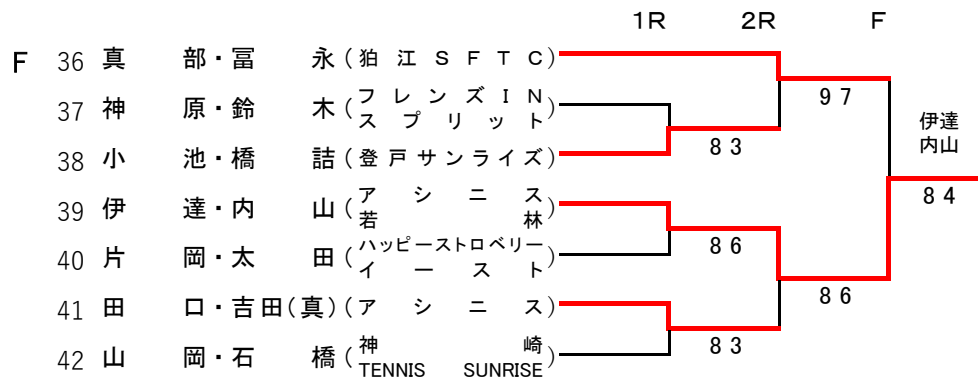 1R 2R F
F 36 真 部・冨 永 (狛 江 S F T C)
37 神 原・鈴 木 (フ レ ン ズ I N
ス プ リ ッ ト)
9 7
38 小 池・橋 詰 (登 戸 サ ン ラ イ ズ)
8 3
伊達
内山
39 伊 達・内 山 (ア シ ニ ス
若 林)
8 4
40 片 岡・太 田 (ハッピーストロベリー
イ ー ス ト)
8 6
41 田 口・吉 田(真) (ア シ ニ ス)
8 6
42 山 岡・石 橋 (神 崎
TENNIS SUNRISE)
8 3